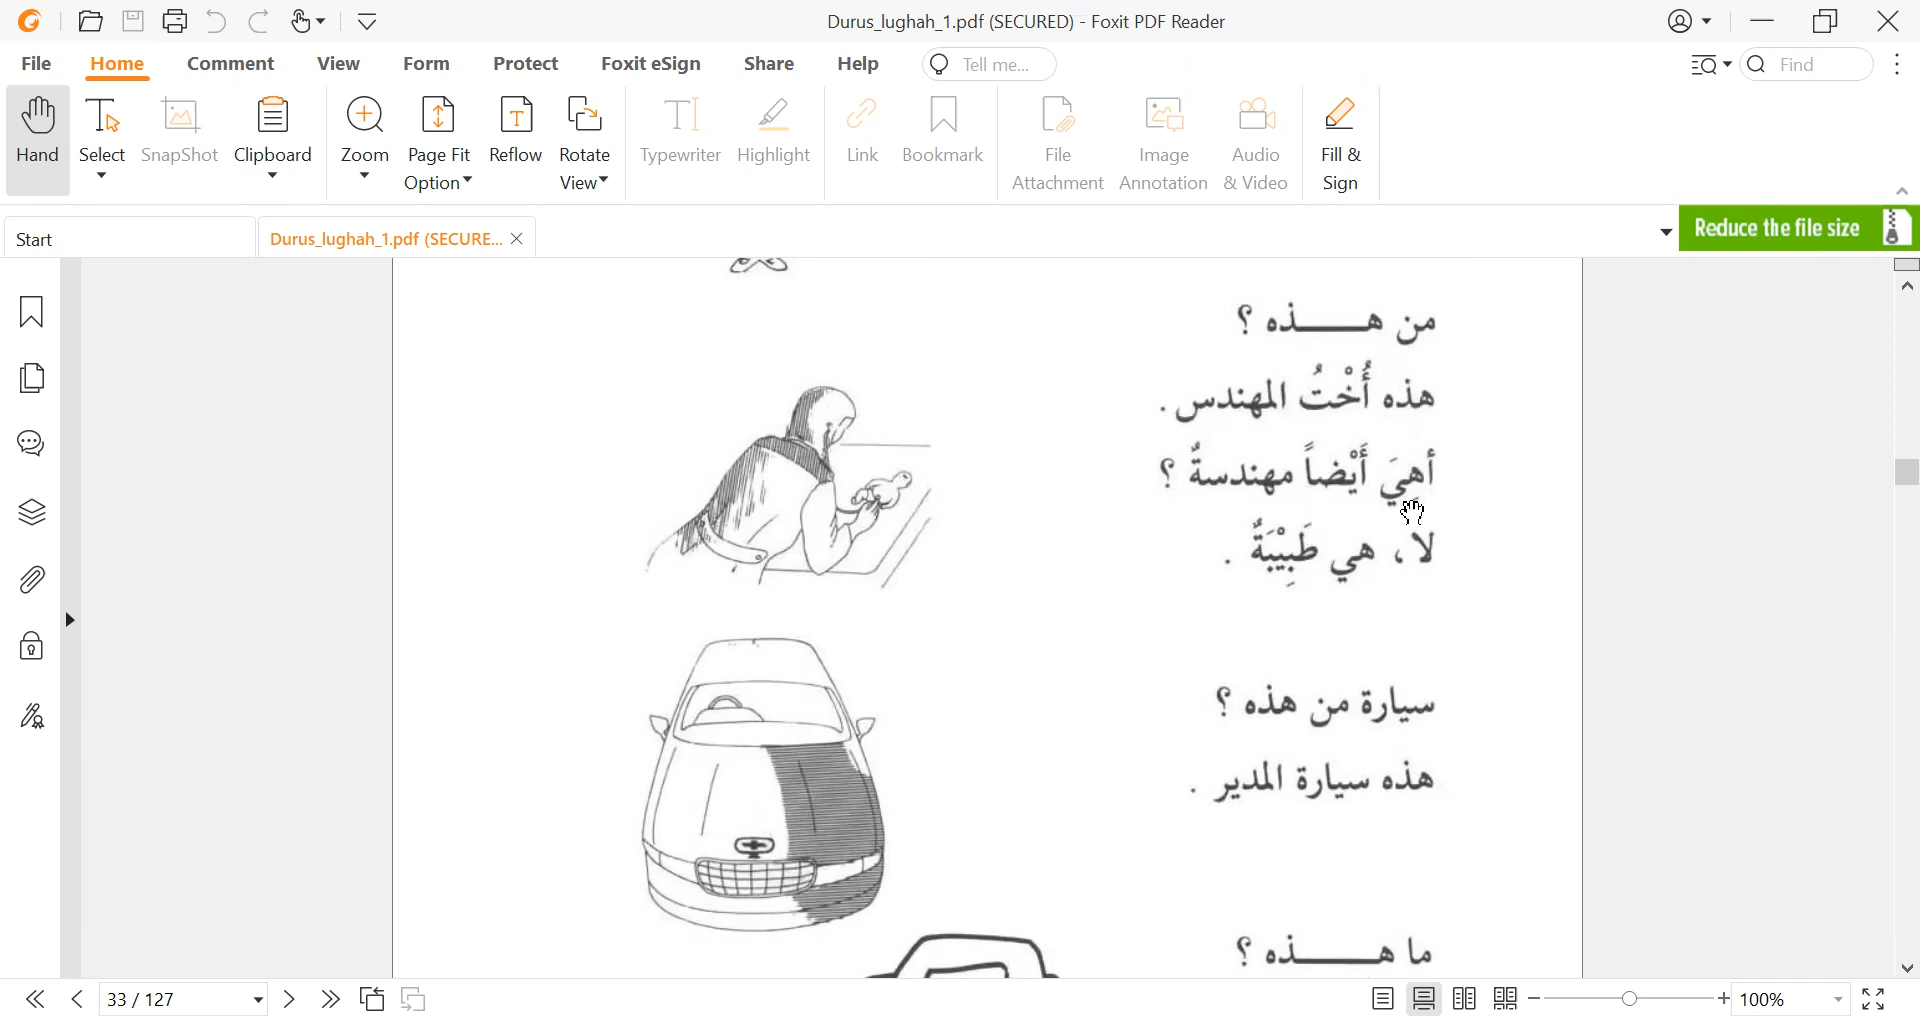 Durus_lughah_1.pdf (SECURED) - Foxit PDF Reader
File Home Comment View Form Protect Foxit eSign Share Help Tell me... Find
Hand Select SnapShot Clipboard Zoom Page Fit Option Reflow Rotate View Typewriter Highlight Link Bookmark File Attachment Image Annotation Audio & Video Fill & Sign
Start Durus_lughah_1.pdf (SECURE... Reduce the file size
من هـــــذه ؟
هذه أُخْتُ المهندس .
أهِيَ أَيْضاً مهندسةٌ ؟
لا ، هي طَبِيْبَةٌ .
سيارة من هذه ؟
هذه سيارة المدير .
ما هـــــذه ؟
33 / 127 100%